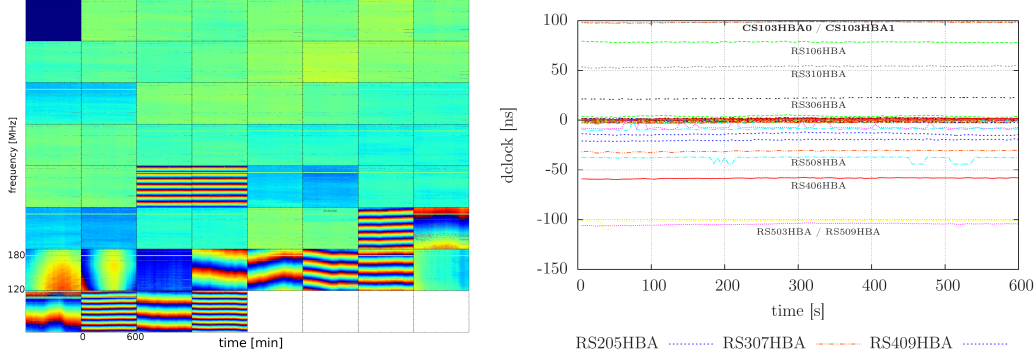 frequency [MHz]
180
120
0 600
time [min]
100
50
0
-50
-100
-150
dclock [ns]
CS103HBA0 / CS103HBA1
RS106HBA
RS310HBA
RS306HBA
RS508HBA
RS406HBA
RS503HBA / RS509HBA
0 100 200 300 400 500 600
time [s]
RS205HBA RS307HBA RS409HBA